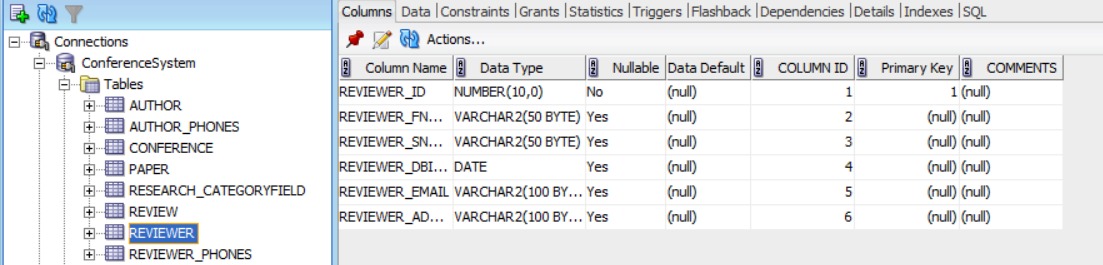 Connections
ConferenceSystem
Tables
AUTHOR
AUTHOR_PHONES
CONFERENCE
PAPER
RESEARCH_CATEGORYFIELD
REVIEW
REVIEWER
REVIEWER_PHONES
Columns Data Constraints Grants Statistics Triggers Flashback Dependencies Details Indexes SQL
Actions...
Column Name Data Type Nullable Data Default COLUMN ID Primary Key COMMENTS
REVIEWER_ID NUMBER(10,0) No (null) 1 1 (null)
REVIEWER_FN... VARCHAR2(50 BYTE) Yes (null) 2 (null) (null)
REVIEWER_SN... VARCHAR2(50 BYTE) Yes (null) 3 (null) (null)
REVIEWER_DBI... DATE Yes (null) 4 (null) (null)
REVIEWER_EMAIL VARCHAR2(100 BY... Yes (null) 5 (null) (null)
REVIEWER_AD... VARCHAR2(100 BY... Yes (null) 6 (null) (null)